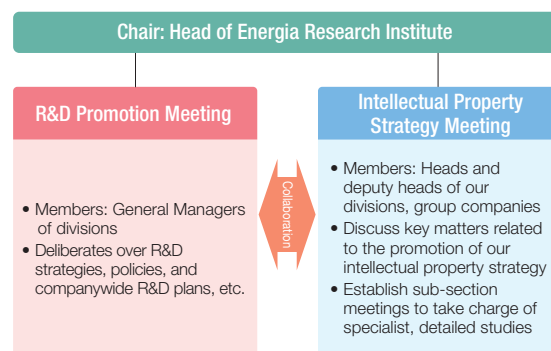 Chair: Head of Energia Research Institute
R&D Promotion Meeting
• Members: General Managers
of divisions
• Deliberates over R&D
strategies, policies, and
companywide R&D plans, etc.
Collaboration
Intellectual Property
Strategy Meeting
• Members: Heads and
deputy heads of our
divisions, group companies
• Discuss key matters related
to the promotion of our
intellectual property strategy
• Establish sub-section
meetings to take charge of
specialist, detailed studies